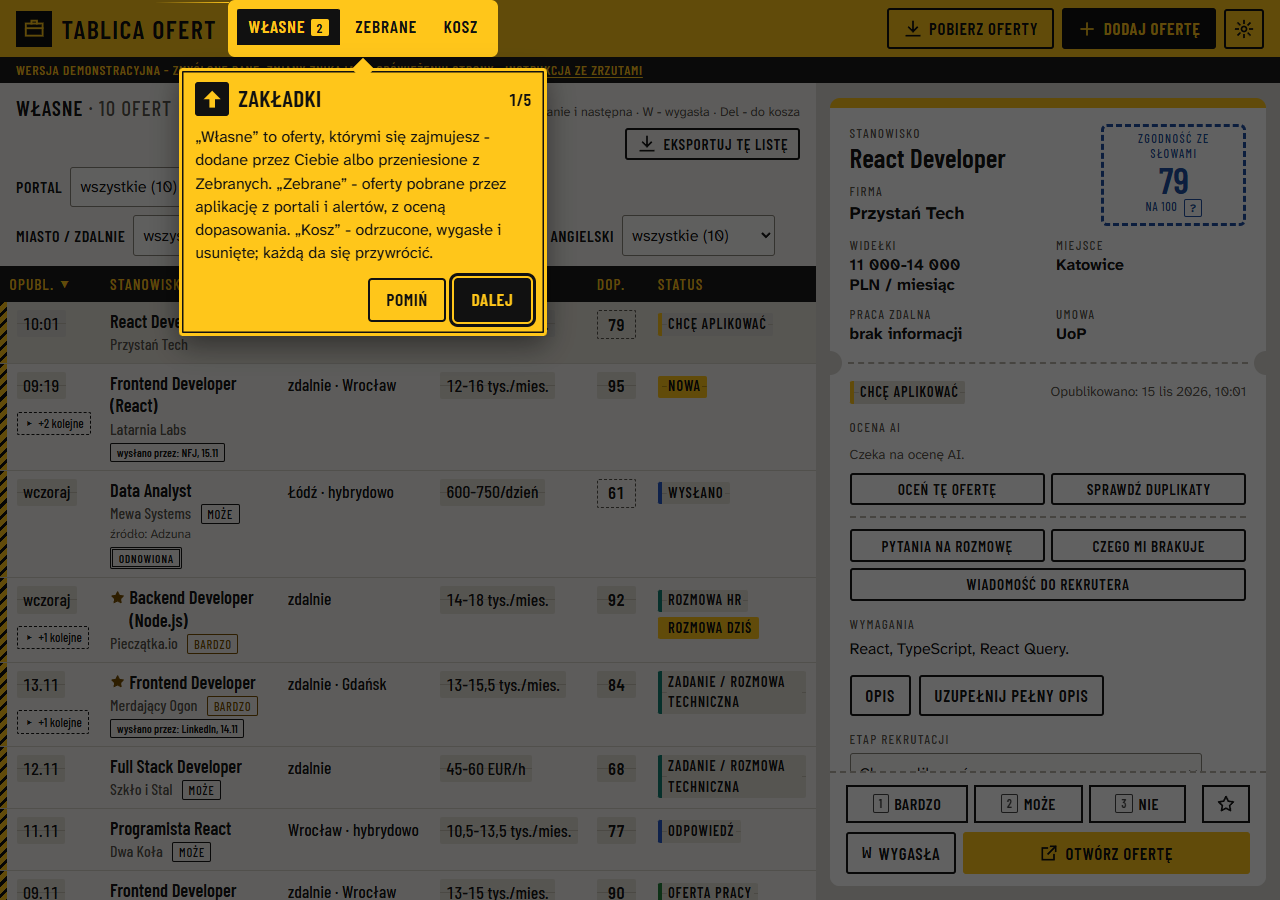 TABLICA OFERT
WŁASNE 2
ZEBRANE
KOSZ
POBIERZ OFERTY
DODAJ OFERTĘ
WERSJA DEMONSTRACYJNA
KCJA ZE ZRZUTAMI
WŁASNE · 10 OFERT
anie i następna · W - wygasła · Del - do kosza
EKSPORTUJ TĘ LISTĘ
ZAKŁADKI
1/5
„Własne” to oferty, którymi się zajmujesz -
dodane przez Ciebie albo przeniesione z
Zebranych. „Zebrane” - oferty pobrane przez
aplikację z portali i alertów, z oceną
dopasowania. „Kosz” - odrzucone, wygasłe i
usunięte; każdą da się przywrócić.
POMIŃ
DALEJ
PORTAL
wszystkie (10)
MIASTO / ZDALNIE
wszys
ANGIELSKI
wszystkie (10)
OPUBL. ▼
STANOWISK
DOP.
STATUS
10:01
React Deve
Przystań Tech
79
CHCĘ APLIKOWAĆ
09:19
+2 kolejne
Frontend Developer
(React)
Latarnia Labs
wysłano przez: NFJ, 15.11
zdalnie · Wrocław
12-16 tys./mies.
95
NOWA
wczoraj
Data Analyst
Mewa Systems MOŻE
źródło: Adzuna
ODNOWIONA
Łódź · hybrydowo
600-750/dzień
61
WYSŁANO
wczoraj
+1 kolejne
★ Backend Developer
(Node.js)
Pieczątka.io BARDZO
zdalnie
14-18 tys./mies.
92
ROZMOWA HR
ROZMOWA DZIŚ
13.11
+1 kolejne
★ Frontend Developer
Merdający Ogon BARDZO
wysłano przez: LinkedIn, 14.11
zdalnie · Gdańsk
13-15,5 tys./mies.
84
ZADANIE / ROZMOWA
TECHNICZNA
12.11
Full Stack Developer
Szkło i Stal MOŻE
zdalnie
45-60 EUR/h
68
ZADANIE / ROZMOWA
TECHNICZNA
11.11
Programista React
Dwa Koła MOŻE
Wrocław · hybrydowo
10,5-13,5 tys./mies.
77
ODPOWIEDŹ
09.11
Frontend Developer
zdalnie · Wrocław
13-15 tys./mies.
90
OFERTA PRACY
STANOWISKO
React Developer
FIRMA
Przystań Tech
ZGODNOŚĆ ZE
SŁOWAMI
79
NA 100 ?
WIDEŁKI
11 000-14 000
PLN / miesiąc
MIEJSCE
Katowice
PRACA ZDALNA
brak informacji
UMOWA
UoP
CHCĘ APLIKOWAĆ
Opublikowano: 15 lis 2026, 10:01
OCENA AI
Czeka na ocenę AI.
OCEŃ TĘ OFERTĘ
SPRAWDŹ DUPLIKATY
PYTANIA NA ROZMOWĘ
CZEGO MI BRAKUJE
WIADOMOŚĆ DO REKRUTERA
WYMAGANIA
React, TypeScript, React Query.
OPIS
UZUPEŁNIJ PEŁNY OPIS
ETAP REKRUTACJI
1 BARDZO
2 MOŻE
3 NIE
W WYGASŁA
OTWÓRZ OFERTĘ